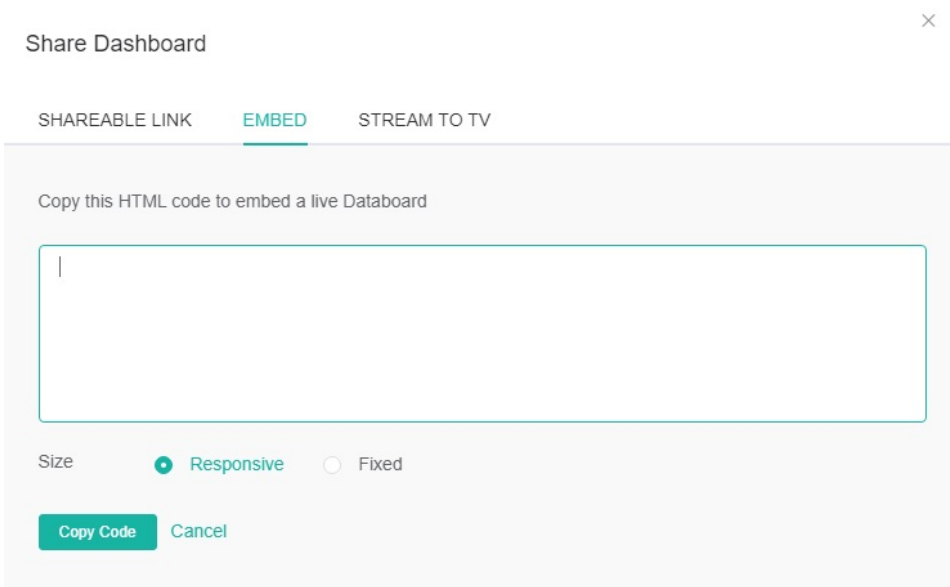 Share Dashboard
SHAREABLE LINK EMBED STREAM TO TV
Copy this HTML code to embed a live Databoard
Size Responsive Fixed
Copy Code Cancel